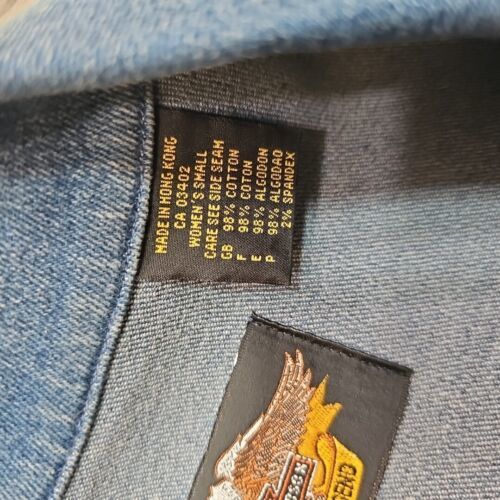 MADE IN HONG KONG
CA 03402
WOMEN'S SMALL
CARE SEE SIDE SEAM
GB 98% COTTON
F 98% COTON
E 98% ALGODON
P 98% ALGODAO
2% SPANDEX